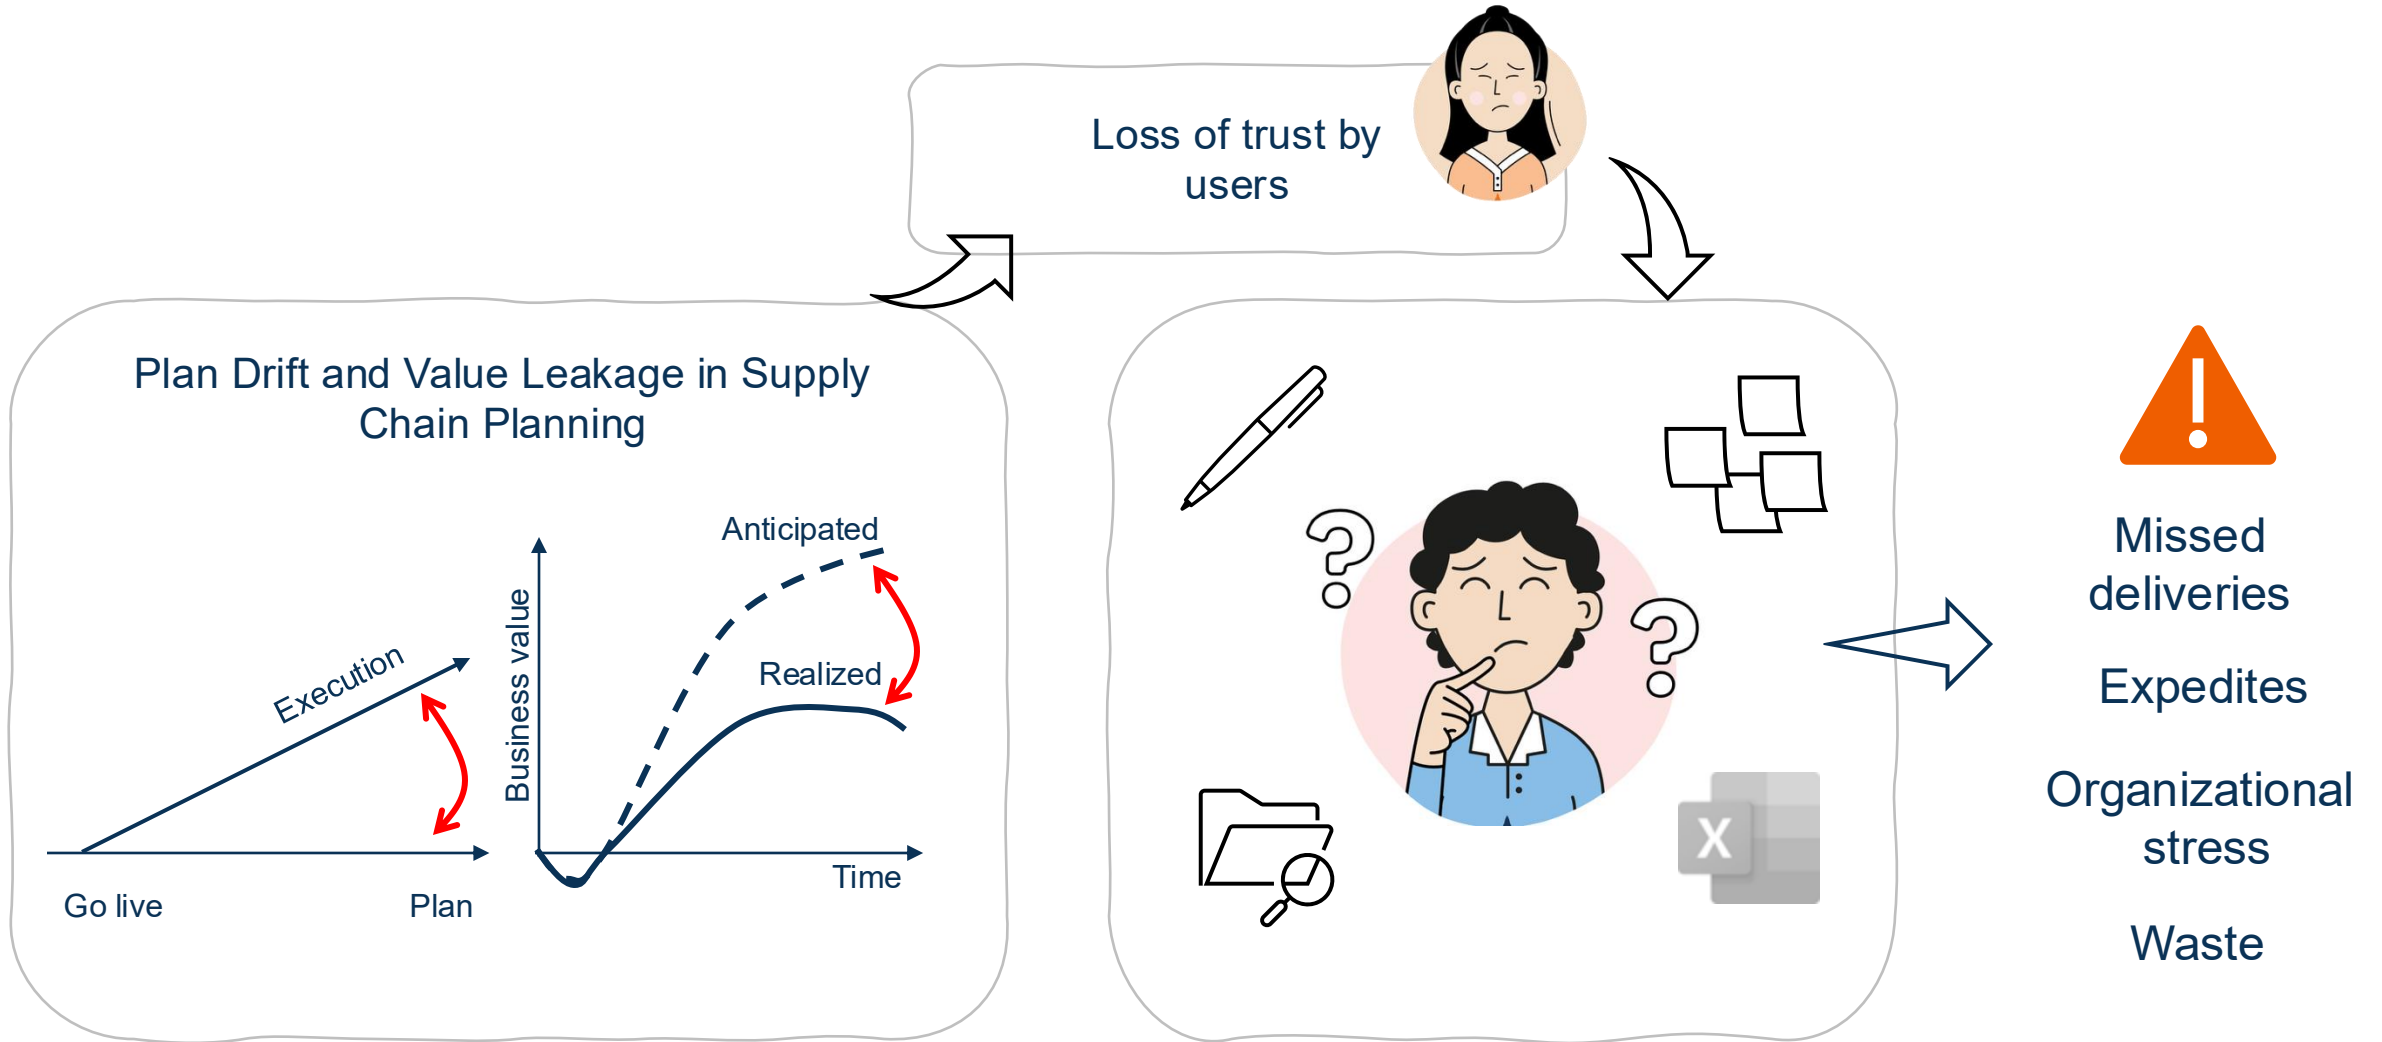 Loss of trust by
users
Plan Drift and Value Leakage in Supply
Chain Planning
Execution
Go live
Plan
Business value
Anticipated
Realized
Time
X
Missed
deliveries
Expedites
Organizational
stress
Waste